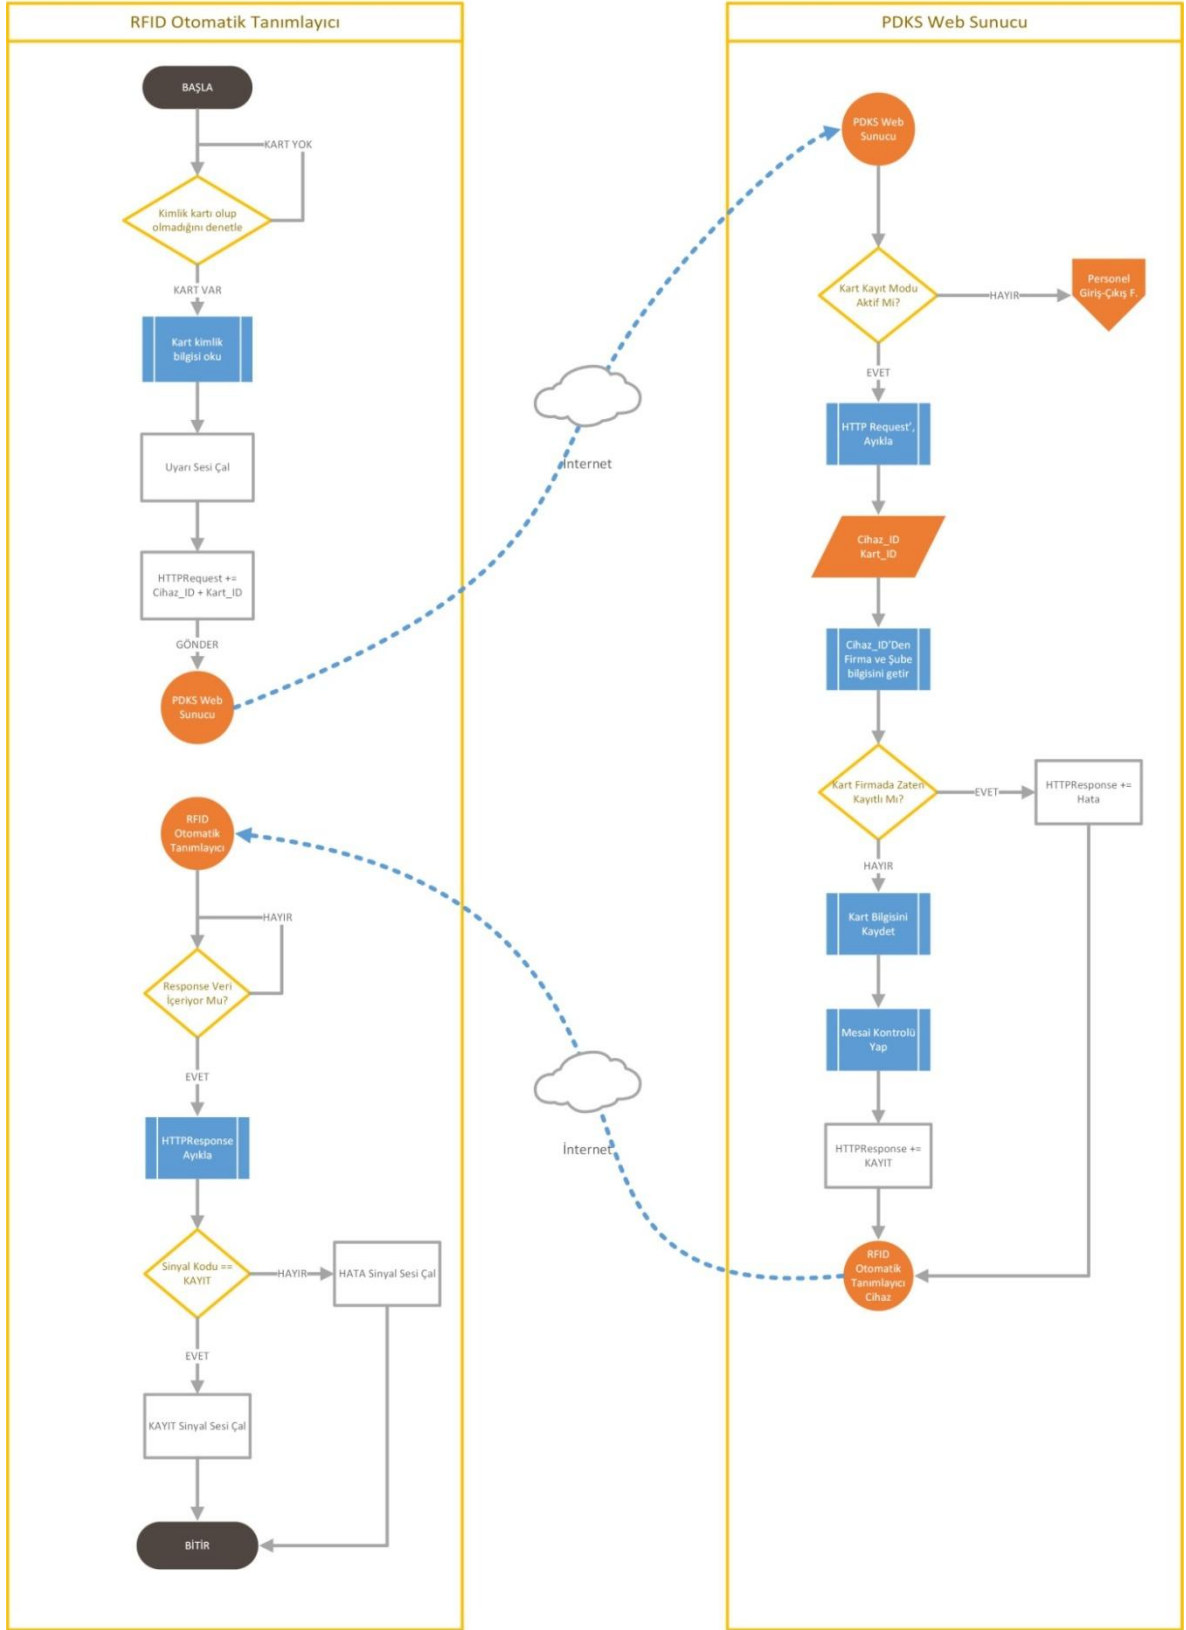 RFID Otomatik Tanımlayıcı
BAŞLA
KART YOK
Kimlik kartı olup
olmadığını denetle
KART VAR
Kart kimlik
bilgisi oku
Uyarı Sesi Çal
HTTPRequest +=
Cihaz_ID + Kart_ID
GÖNDER
PDKS Web
Sunucu
RFID
Otomatik
Tanımlayıcı
HAYIR
Response Veri
İçeriyor Mu?
EVET
HTTPResponse
Ayıkla
Sinyal Kodu ==
KAYIT
HAYIR
HATA Sinyal Sesi Çal
EVET
KAYIT Sinyal Sesi Çal
BİTİR
İnternet
İnternet
PDKS Web Sunucu
PDKS Web
Sunucu
Kart Kayıt Modu
Aktif Mi?
HAYIR
Personel
Giriş-Çıkış F.
EVET
HTTP Request',
Ayıkla
Cihaz_ID
Kart_ID
Cihaz_ID'Den
Firma ve Şube
bilgisini getir
Kart Firmada Zaten
Kayıtlı Mı?
EVET
HTTPResponse +=
Hata
HAYIR
Kart Bilgisini
Kaydet
Mesai Kontrolü
Yap
HTTPResponse +=
KAYIT
RFID
Otomatik
Tanımlayıcı
Cihaz